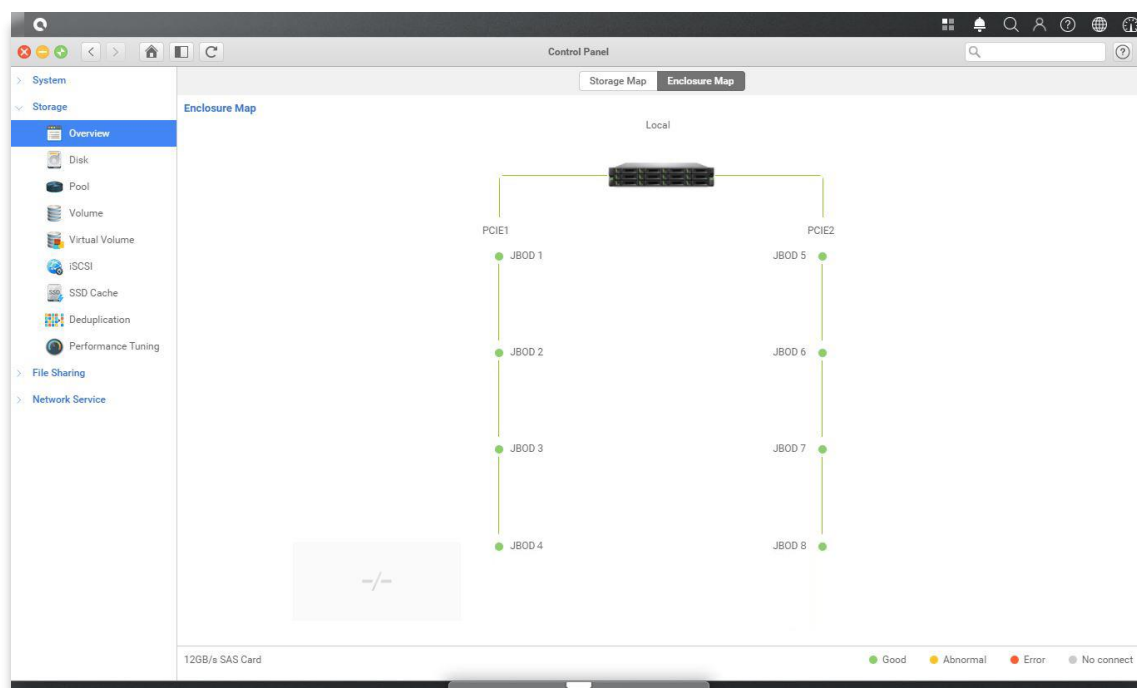 Control Panel
System
Storage
Overview
Disk
Pool
Volume
Virtual Volume
iSCSI
SSD Cache
Deduplication
Performance Tuning
File Sharing
Network Service
Storage Map Enclosure Map
Enclosure Map
Local
PCIE1 PCIE2
JBOD 1 JBOD 5
JBOD 2 JBOD 6
JBOD 3 JBOD 7
JBOD 4 JBOD 8
-/-
12GB/s SAS Card Good Abnormal Error No connect